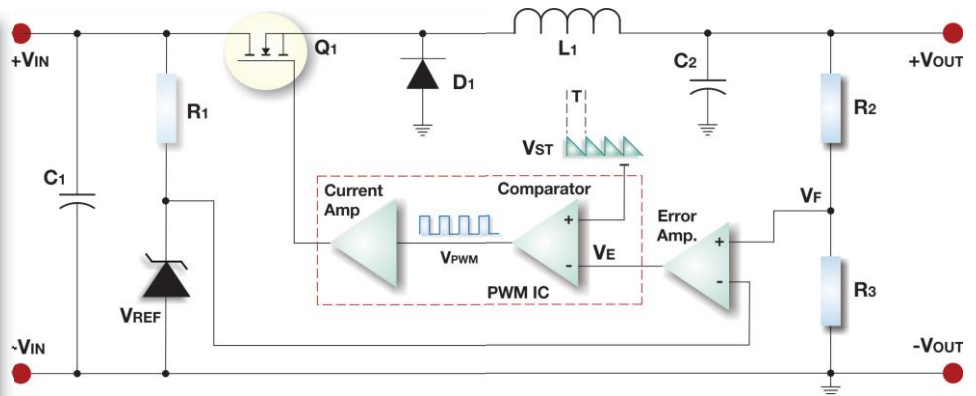 +VIN
Q1
L1
C2
+VOUT
D1
R1
T
R2
VST
C1
Current
Amp
Comparator
+
-
VPWM
VE
PWM IC
Error
Amp.
+
-
VF
R3
VREF
-VIN
-VOUT